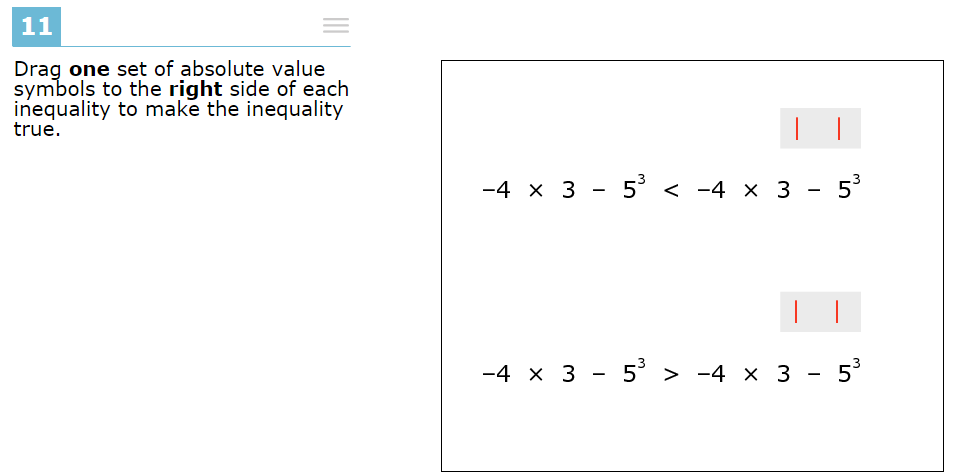 11
Drag one set of absolute value
symbols to the right side of each
inequality to make the inequality
true.
| |
−4 × 3 − 5³ < −4 × 3 − 5³
| |
−4 × 3 − 5³ > −4 × 3 − 5³